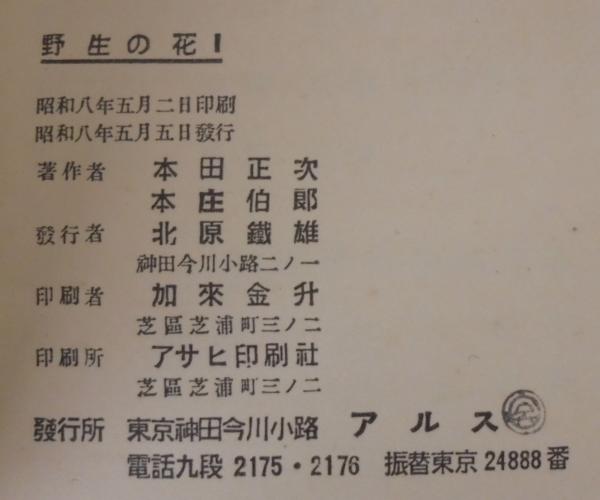 野生の花 I
昭和八年五月二日印刷
昭和八年五月五日發行
著作者 本田正次
本庄伯郎
發行者 北原鐵雄
神田今川小路二ノ一
印刷者 加來金升
芝區芝浦町三ノ二
印刷所 アサヒ印刷社
芝區芝浦町三ノ二
發行所 東京神田今川小路 アルス
電話九段 2175・2176 振替東京 24888 番